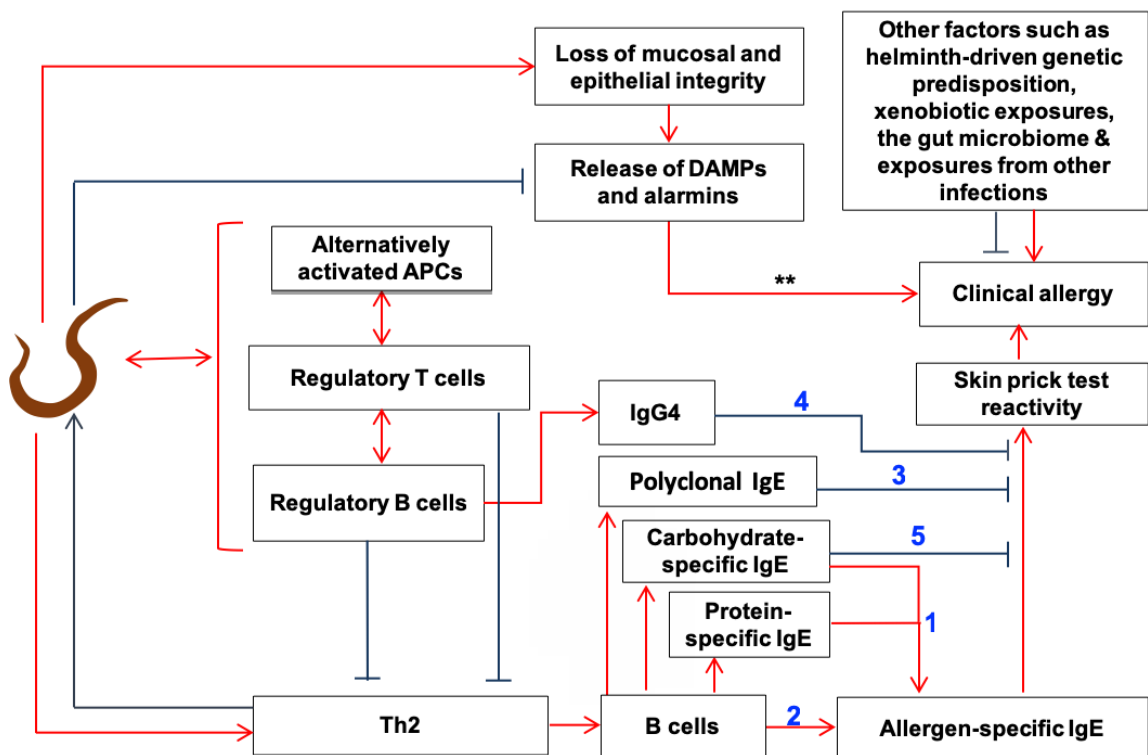 Loss of mucosal and
epithelial integrity
Other factors such as
helminth-driven genetic
predisposition,
xenobiotic exposures,
the gut microbiome &
exposures from other
infections
Release of DAMPs
and alarmins
Alternatively
activated APCs
**
Clinical allergy
Regulatory T cells
Skin prick test
reactivity
IgG4
4
Regulatory B cells
Polyclonal IgE
3
Carbohydrate-
specific IgE
5
Protein-
specific IgE
1
Th2
B cells
2
Allergen-specific IgE